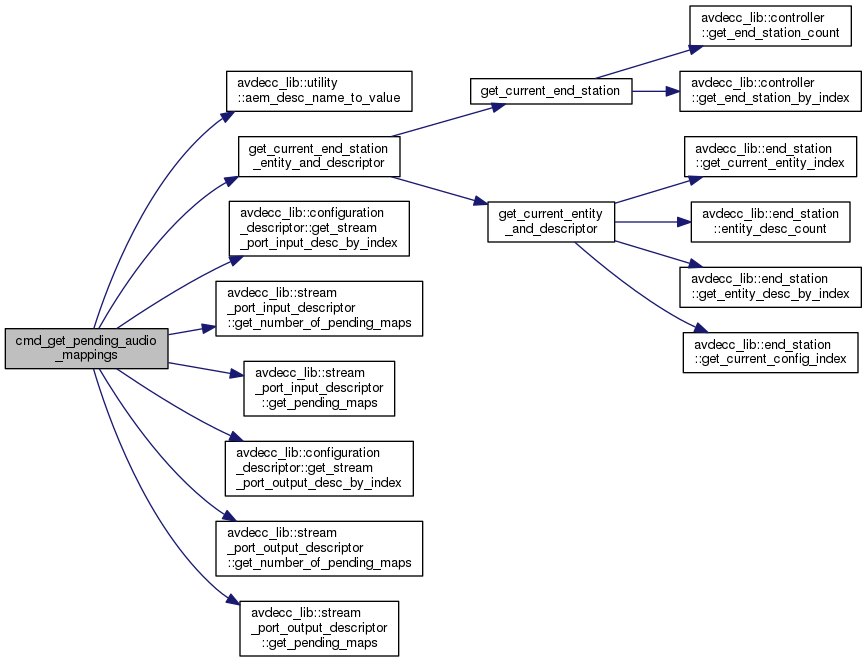 cmd_get_pending_audio
_mappings
avdecc_lib::utility
::aem_desc_name_to_value
get_current_end_station
_entity_and_descriptor
avdecc_lib::configuration
_descriptor::get_stream
_port_input_desc_by_index
avdecc_lib::stream
_port_input_descriptor
::get_number_of_pending_maps
avdecc_lib::stream
_port_input_descriptor
::get_pending_maps
avdecc_lib::configuration
_descriptor::get_stream
_port_output_desc_by_index
avdecc_lib::stream
_port_output_descriptor
::get_number_of_pending_maps
avdecc_lib::stream
_port_output_descriptor
::get_pending_maps
get_current_end_station
get_current_entity
_and_descriptor
avdecc_lib::controller
::get_end_station_count
avdecc_lib::controller
::get_end_station_by_index
avdecc_lib::end_station
::get_current_entity_index
avdecc_lib::end_station
::entity_desc_count
avdecc_lib::end_station
::get_entity_desc_by_index
avdecc_lib::end_station
::get_current_config_index